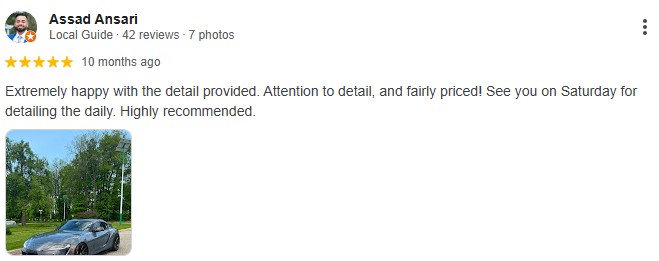 Assad Ansari
Local Guide · 42 reviews · 7 photos
10 months ago
Extremely happy with the detail provided. Attention to detail, and fairly priced! See you on Saturday for
detailing the daily. Highly recommended.